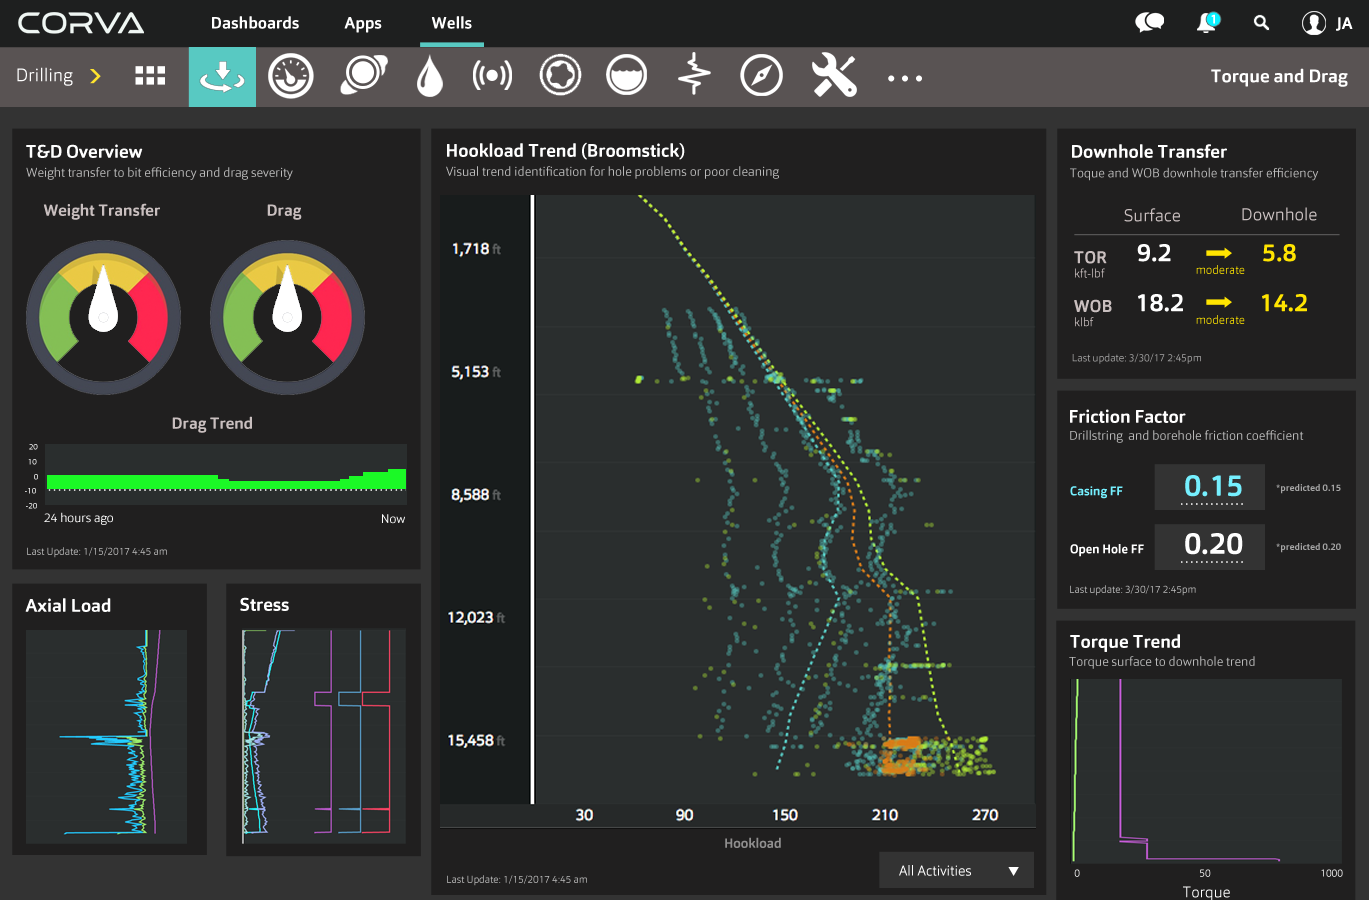 CORVA
Dashboards
Apps
Wells
1
JA
Drilling
Torque and Drag
T&D Overview
Weight transfer to bit efficiency and drag severity
Weight Transfer
Drag
Drag Trend
20
10
0
-10
-20
24 hours ago
Now
Last Update: 1/15/2017 4:45 am
Axial Load
Stress
Hookload Trend (Broomstick)
Visual trend identification for hole problems or poor cleaning
1,718 ft
5,153 ft
8,588 ft
12,023 ft
15,458 ft
30
90
150
210
270
Hookload
All Activities
Last Update: 1/15/2017 4:45 am
Downhole Transfer
Toque and WOB downhole transfer efficiency
Surface
Downhole
TOR
kft-lbf
9.2
moderate
5.8
WOB
klbf
18.2
moderate
14.2
Last update: 3/30/17 2:45pm
Friction Factor
Drillstring and borehole friction coefficient
Casing FF
0.15
*predicted 0.15
Open Hole FF
0.20
*predicted 0.20
Last update: 3/30/17 2:45pm
Torque Trend
Torque surface to downhole trend
0
50
1000
Torque